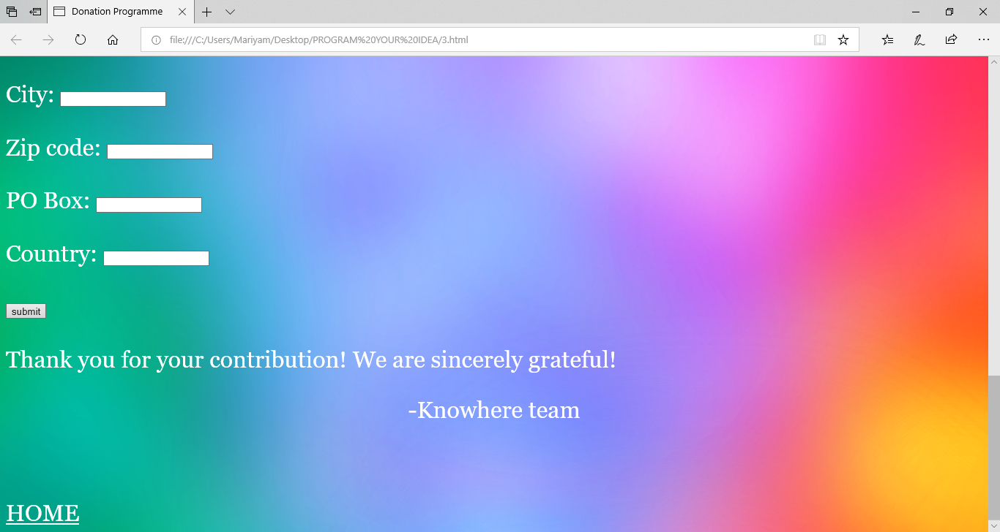 Donation Programme
file:///C:/Users/Mariyam/Desktop/PROGRAM%20YOUR%20IDEA/3.html
City:
Zip code:
PO Box:
Country:
submit
Thank you for your contribution! We are sincerely grateful!
-Knowhere team
HOME